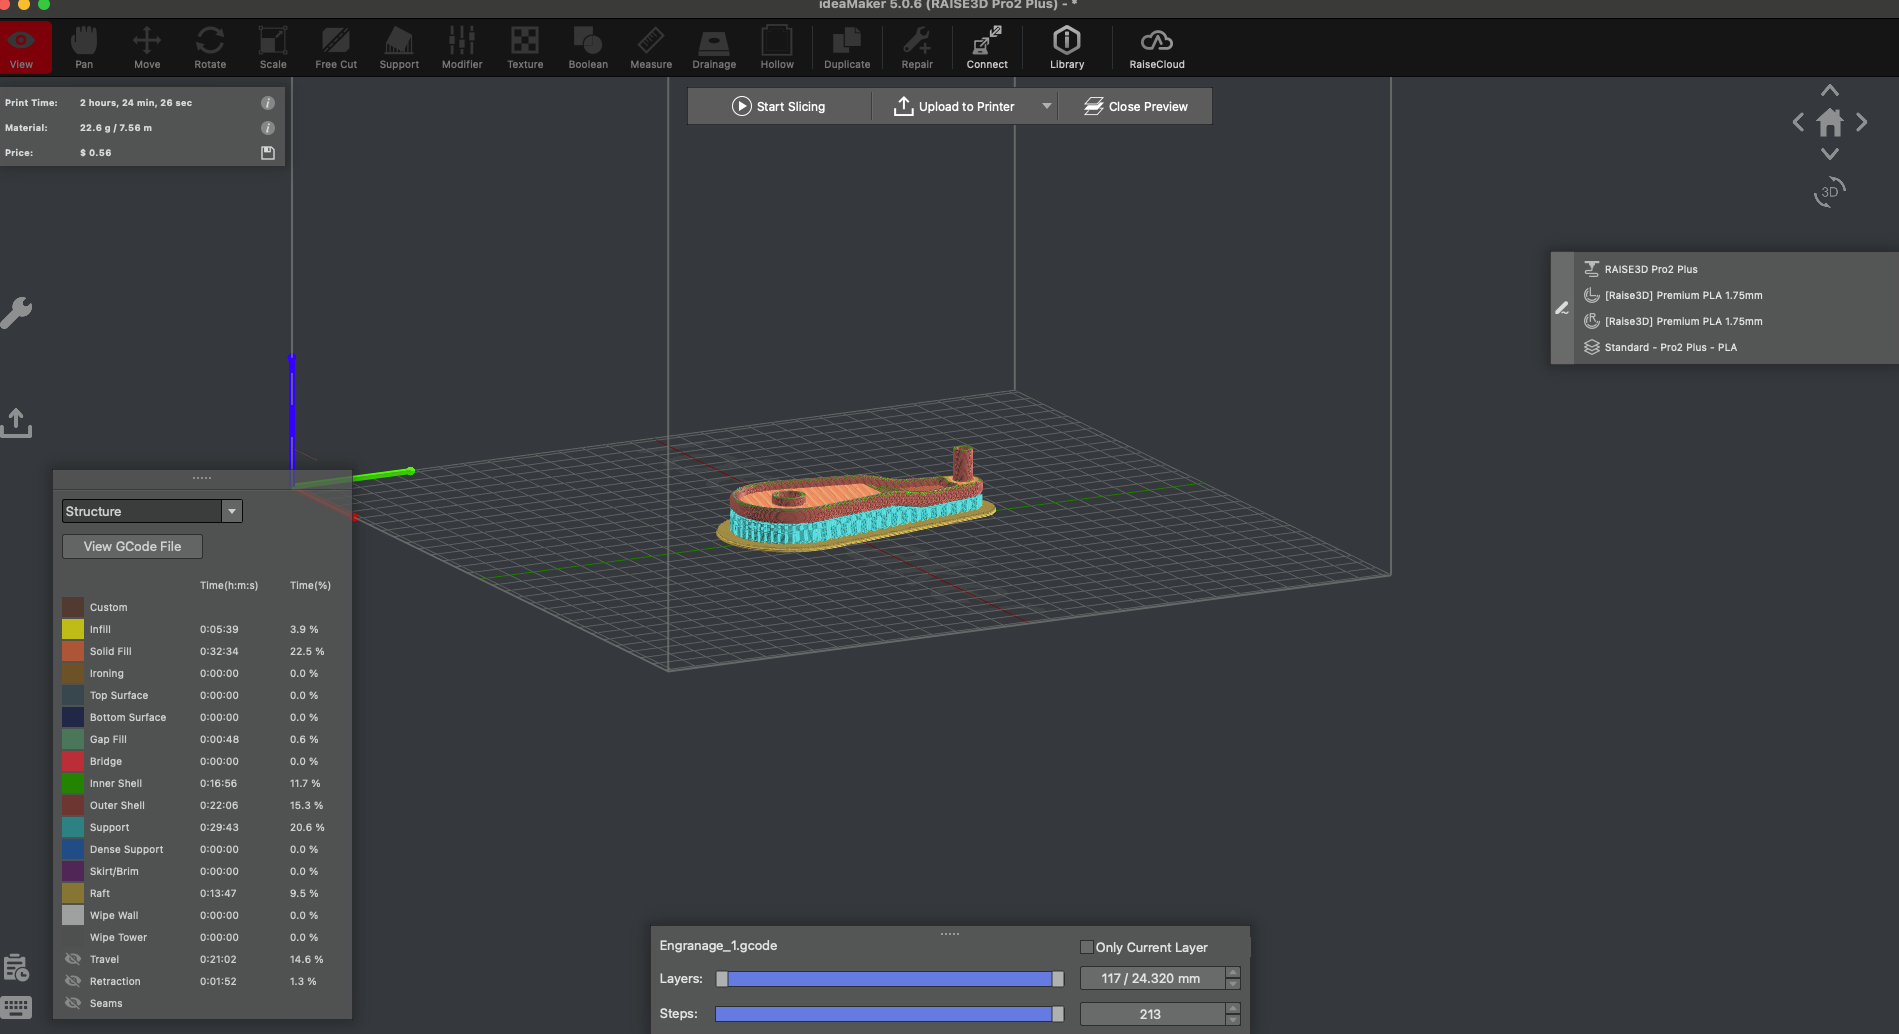 ideaMaker 5.0.6 (RAISE3D Pro2 Plus) - *
View Pan Move Rotate Scale Free Cut Support Modifier Texture Boolean Measure Drainage Hollow Duplicate Repair Connect Library RaiseCloud
Print Time: 2 hours, 24 min, 26 sec
Material: 22.6 g / 7.56 m
Price: $ 0.56
Start Slicing Upload to Printer Close Preview
3D
RAISE3D Pro2 Plus
[Raise3D] Premium PLA 1.75mm
[Raise3D] Premium PLA 1.75mm
Standard - Pro2 Plus - PLA
Structure
View GCode File
Time(h:m:s) Time(%)
Custom
Infill 0:05:39 3.9 %
Solid Fill 0:32:34 22.5 %
Ironing 0:00:00 0.0 %
Top Surface 0:00:00 0.0 %
Bottom Surface 0:00:00 0.0 %
Gap Fill 0:00:48 0.6 %
Bridge 0:00:00 0.0 %
Inner Shell 0:16:56 11.7 %
Outer Shell 0:22:06 15.3 %
Support 0:29:43 20.6 %
Dense Support 0:00:00 0.0 %
Skirt/Brim 0:00:00 0.0 %
Raft 0:13:47 9.5 %
Wipe Wall 0:00:00 0.0 %
Wipe Tower 0:00:00 0.0 %
Travel 0:21:02 14.6 %
Retraction 0:01:52 1.3 %
Seams
Engranage_1.gcode
Only Current Layer
Layers: 117 / 24.320 mm
Steps: 213